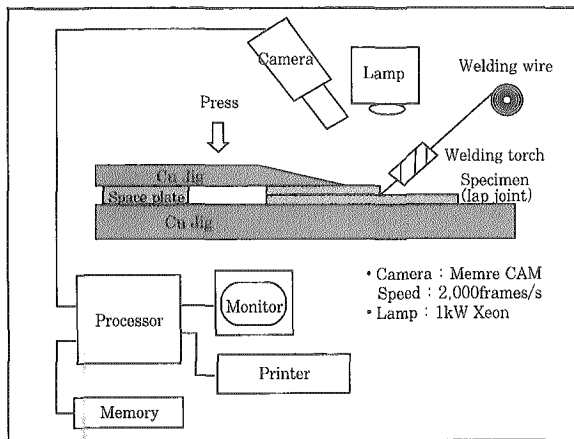 Camera
Lamp
Welding wire
Press
Welding torch
Cu Jig
Specimen
(lap joint)
Space plate
Cu Jig
• Camera : Memre CAM
Speed : 2,000frames/s
• Lamp : 1kW Xeon
Processor
Monitor
Printer
Memory